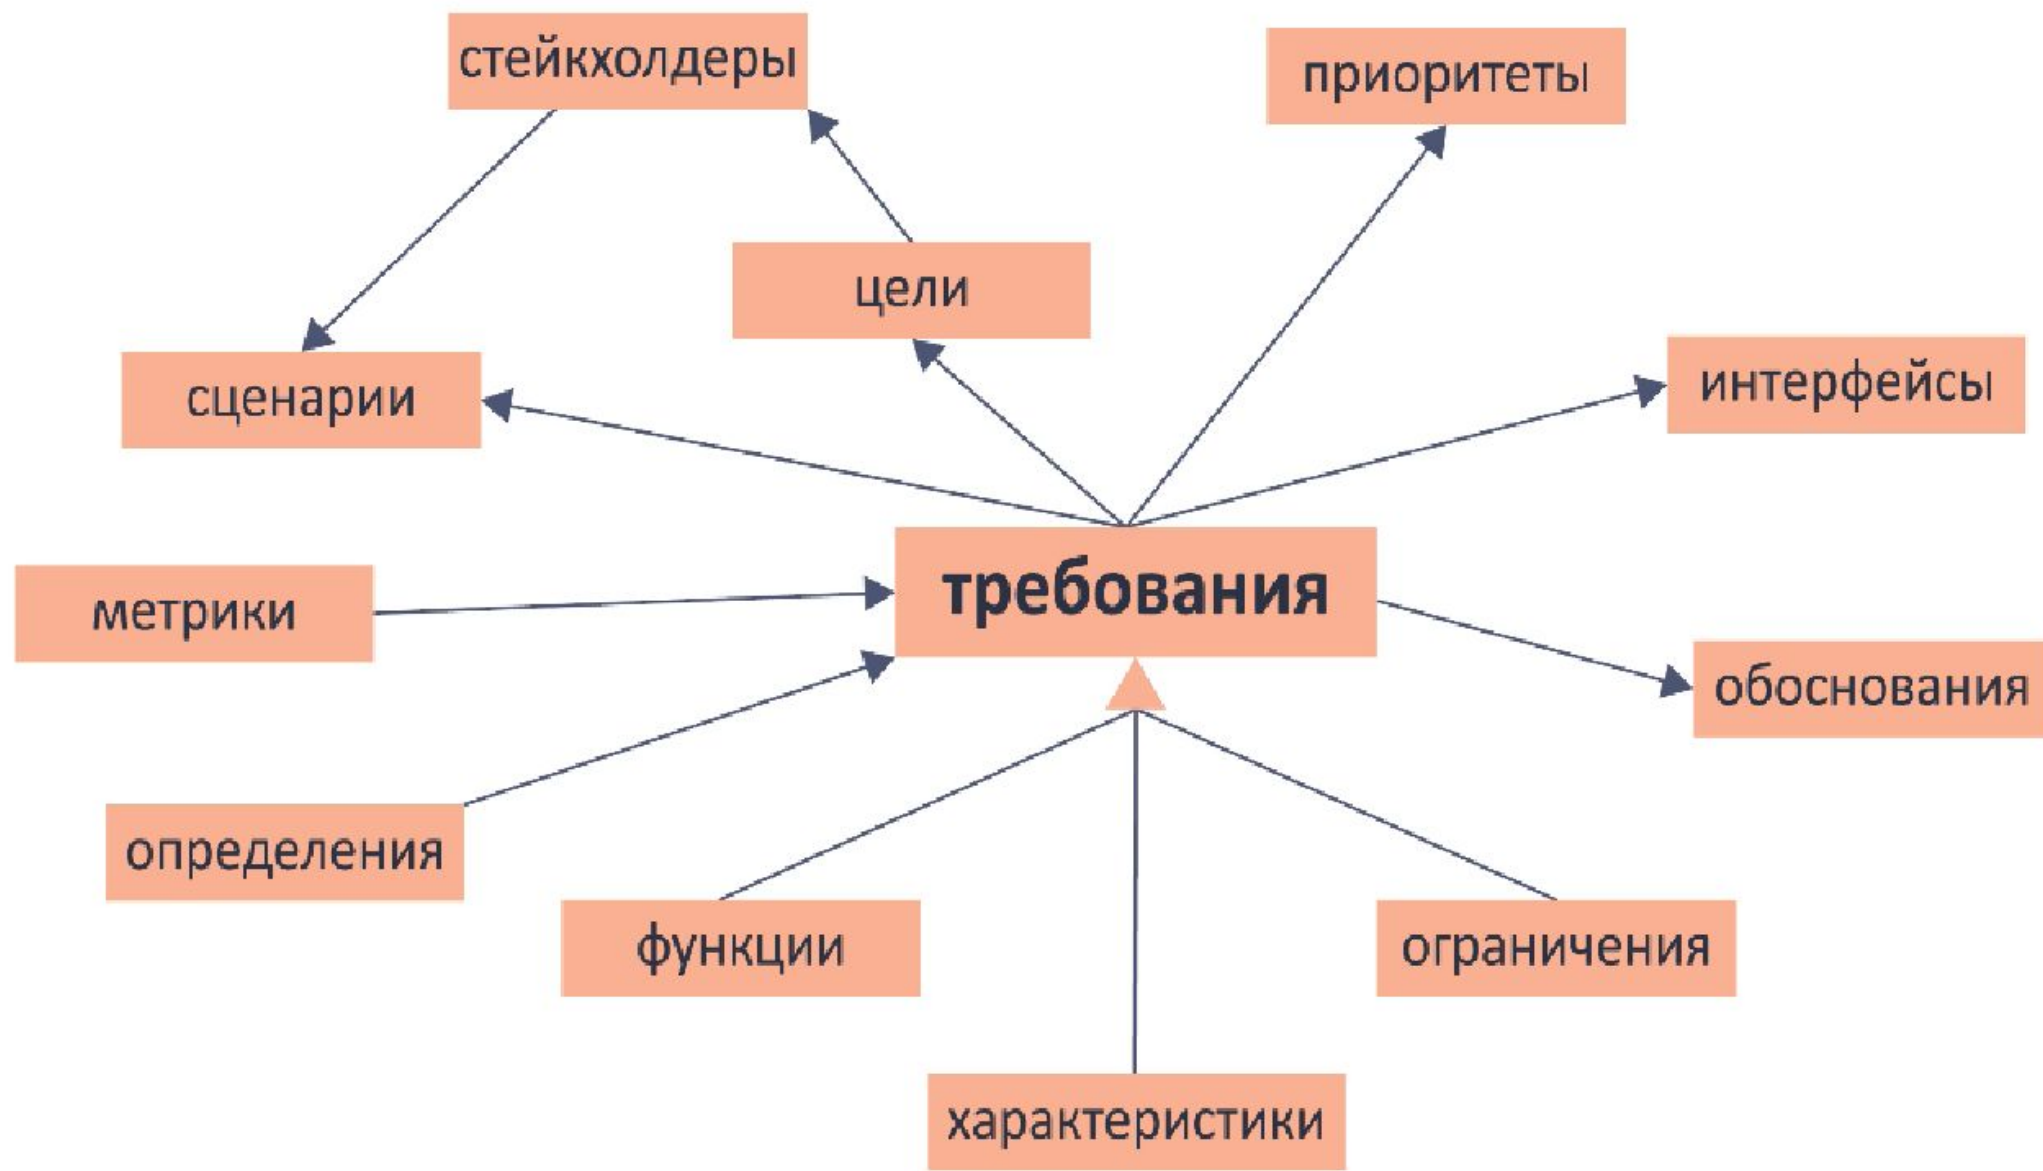 стейкхолдеры
приоритеты
цели
интерфейсы
сценарии
требования
метрики
обоснования
определения
функции
ограничения
характеристики